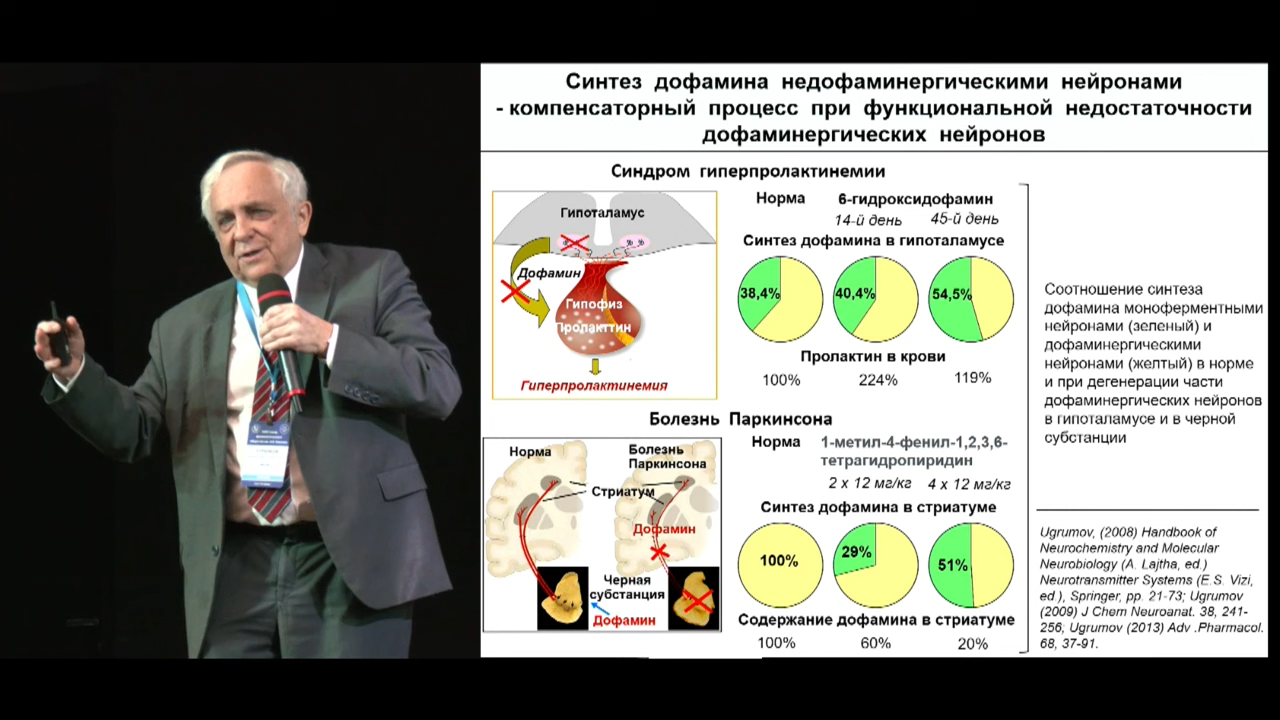 Синтез дофамина недофаминергическими нейронами
- компенсаторный процесс при функциональной недостаточности
дофаминергических нейронов
Синдром гиперпролактинемии
Гипоталамус
Дофамин
Гипофиз
Пролакттин
Гиперпролактинемия
Норма 6-гидроксидофамин
14-й день 45-й день
Синтез дофамина в гипоталамусе
38,4% 40,4% 54,5%
Пролактин в крови
100% 224% 119%
Болезнь Паркинсона
Норма
Болезнь
Паркинсона
Стриатум
Дофамин
Черная
субстанция
Дофамин
Норма 1-метил-4-фенил-1,2,3,6-
тетрагидропиридин
2 x 12 мг/кг 4 x 12 мг/кг
Синтез дофамина в стриатуме
100% 29% 51%
Содержание дофамина в стриатуме
100% 60% 20%
Соотношение синтеза
дофамина моноферментными
нейронами (зеленый) и
дофаминергическими
нейронами (желтый) в норме
и при дегенерации части
дофаминергических нейронов
в гипоталамусе и в черной
субстанции
Ugrumov, (2008) Handbook of
Neurochemistry and Molecular
Neurobiology (A. Lajtha, ed.)
Neurotransmitter Systems (E.S. Vizi,
ed.), Springer, pp. 21-73; Ugrumov
(2009) J Chem Neuroanat. 38, 241-
256; Ugrumov (2013) Adv .Pharmacol.
68, 37-91.